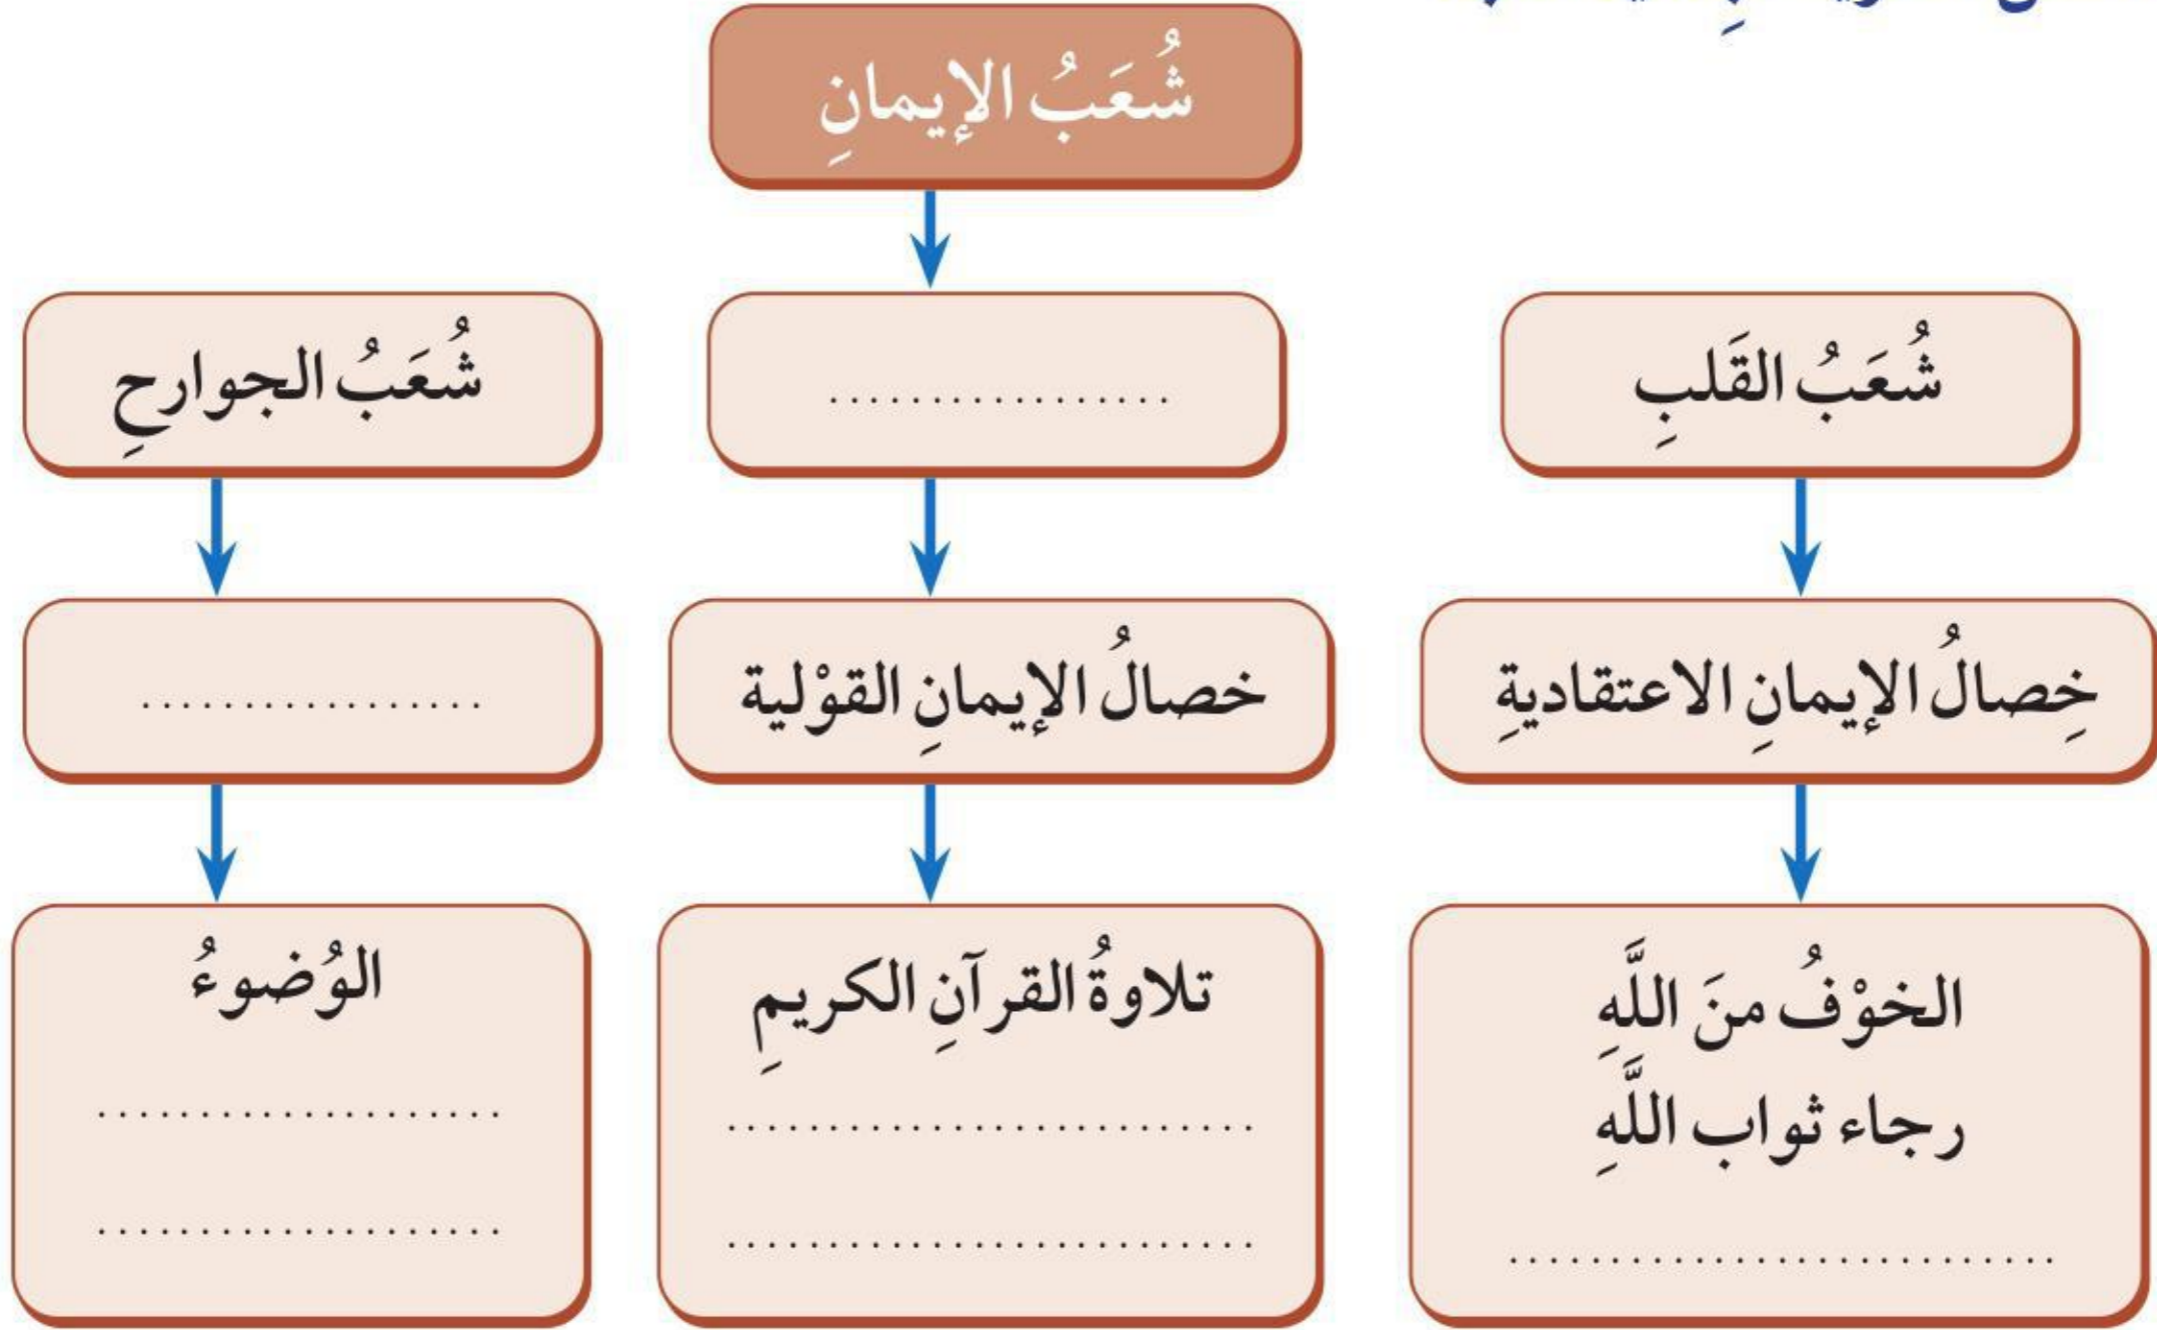 شُعَبُ الإيمانِ
شُعَبُ القَلبِ
.................
شُعَبُ الجوارحِ
خِصالُ الإيمانِ الاعتقاديةِ
خصالُ الإيمانِ القوْلية
.................
الخوْفُ منَ اللَّهِ
رجاء ثواب اللَّهِ
...........................
تلاوةُ القرآنِ الكريمِ
..........................
..........................
الوُضوءُ
....................
....................